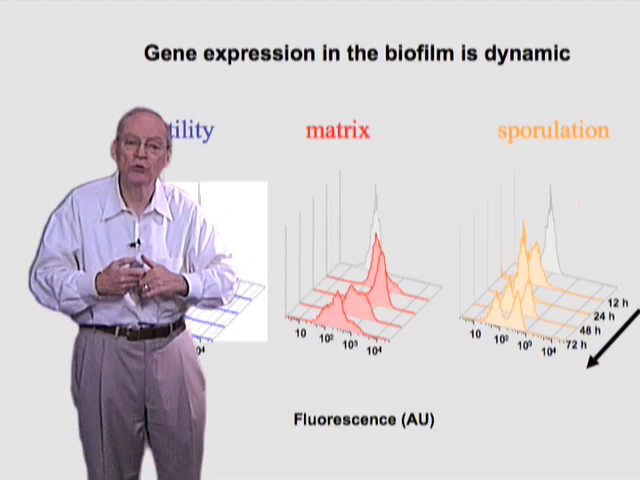 Gene expression in the biofilm is dynamic
tility
matrix
sporulation
12 h
24 h
48 h
72 h
10 10² 10³ 10⁴
10 10² 10³ 10⁴
Fluorescence (AU)